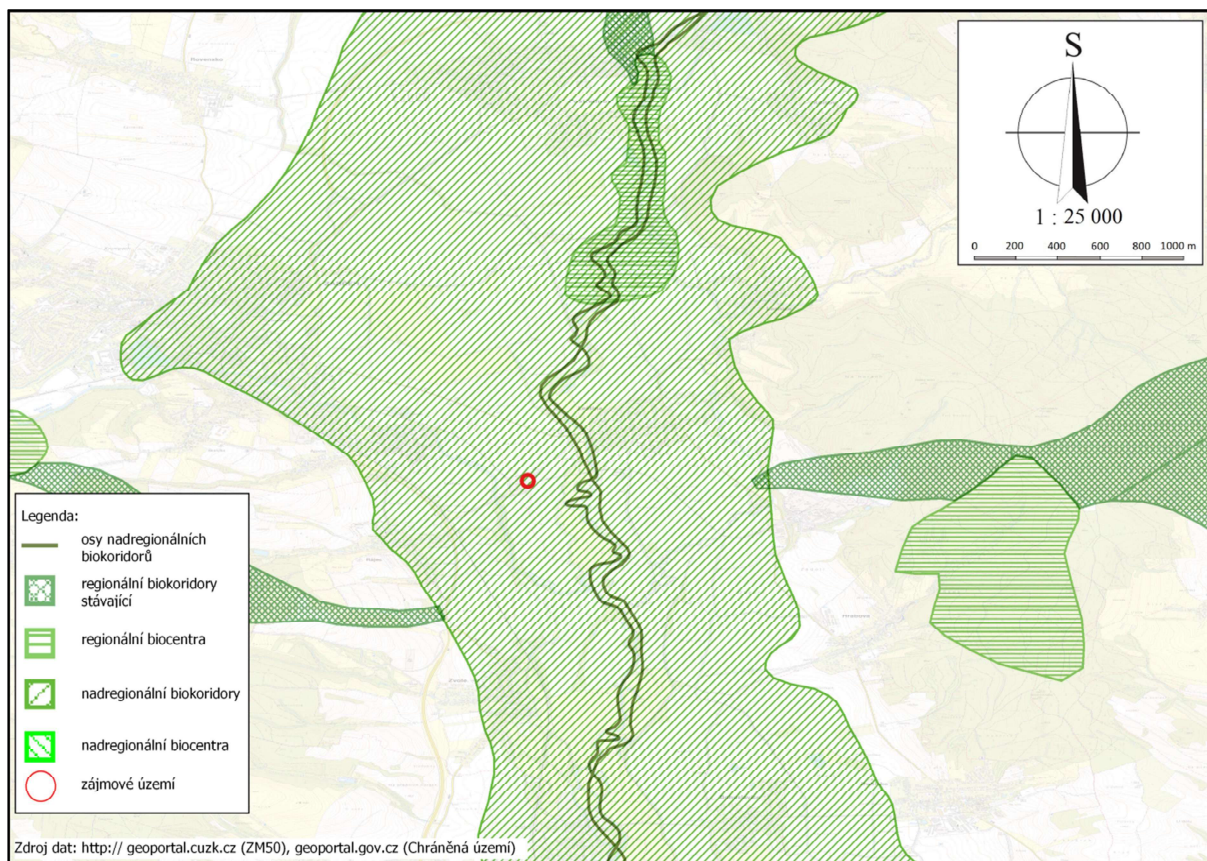 S
1 : 25 000
0 200 400 600 800 1000 m
Legenda:
osy nadregionálních
biokoridorů
regionální biokoridory
stávající
regionální biocentra
nadregionální biokoridory
nadregionální biocentra
zájmové území
Zdroj dat: http:// geoportal.cuzk.cz (ZM50), geoportal.gov.cz (Chráněná území)